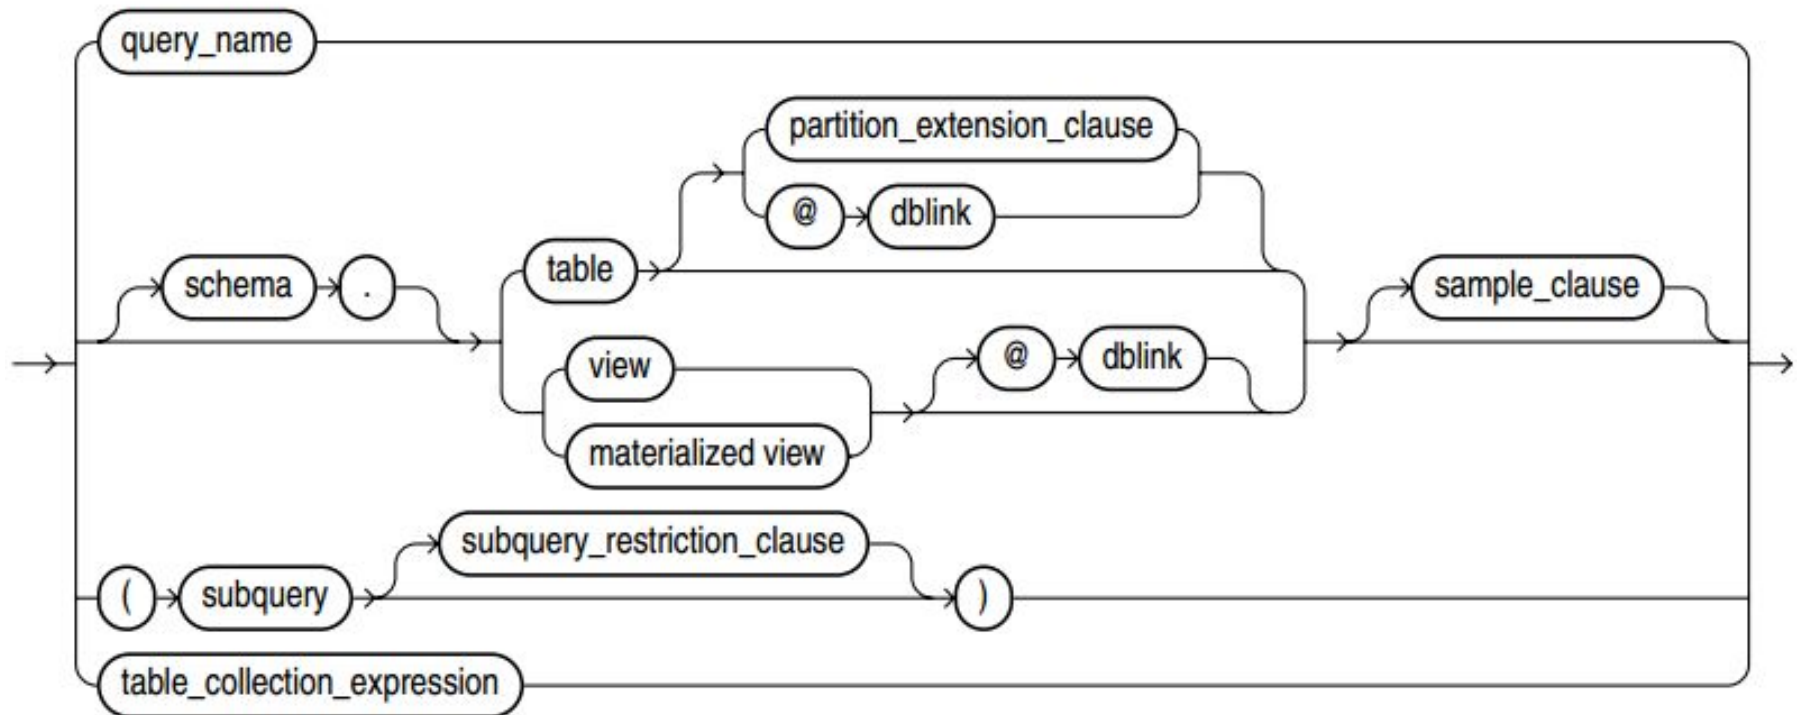 query_name
partition_extension_clause
@ dblink
table
schema .
sample_clause
view
@ dblink
materialized view
subquery_restriction_clause
( subquery )
table_collection_expression